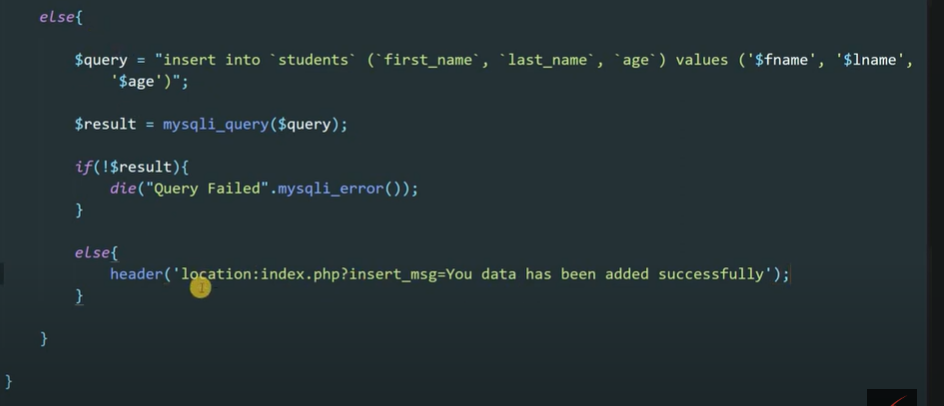 else{
$query = "insert into `students` (`first_name`, `last_name`, `age`) values ('$fname', '$lname',
'$age')";
$result = mysqli_query($query);
if(!$result){
die("Query Failed".mysqli_error());
}
else{
header('location:index.php?insert_msg=You data has been added successfully');
}
}
}